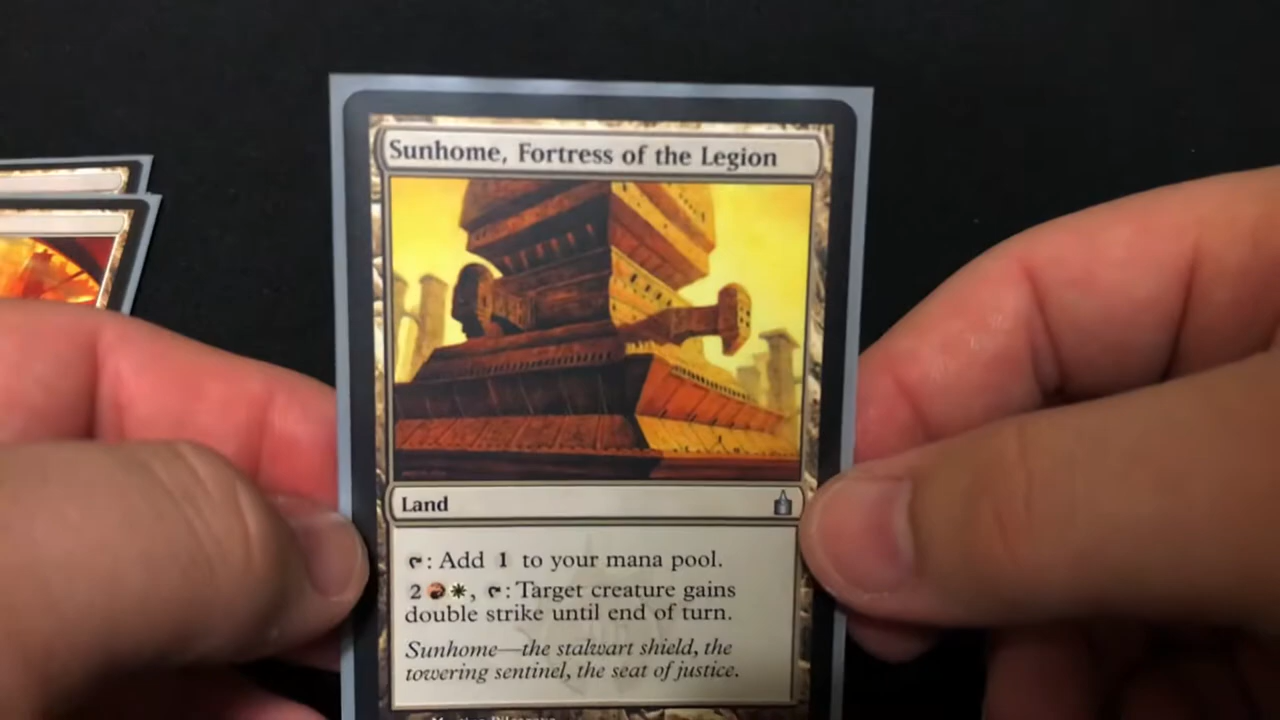 Sunhome, Fortress of the Legion
Land
: Add 1 to your mana pool.
2 , : Target creature gains
double strike until end of turn.
Sunhome—the stalwart shield, the
towering sentinel, the seat of justice.